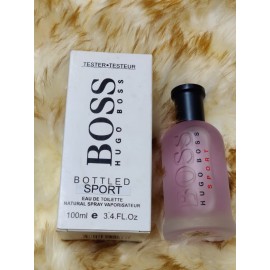 TESTER•TESTEUR
BOSS
HUGO BOSS
BOTTLED
SPORT
EAU DE TOILETTE
NATURAL SPRAY VAPORISATEUR
100ml e 3.4.FL.Oz
BOSS
HUGO BOSS
SPORT